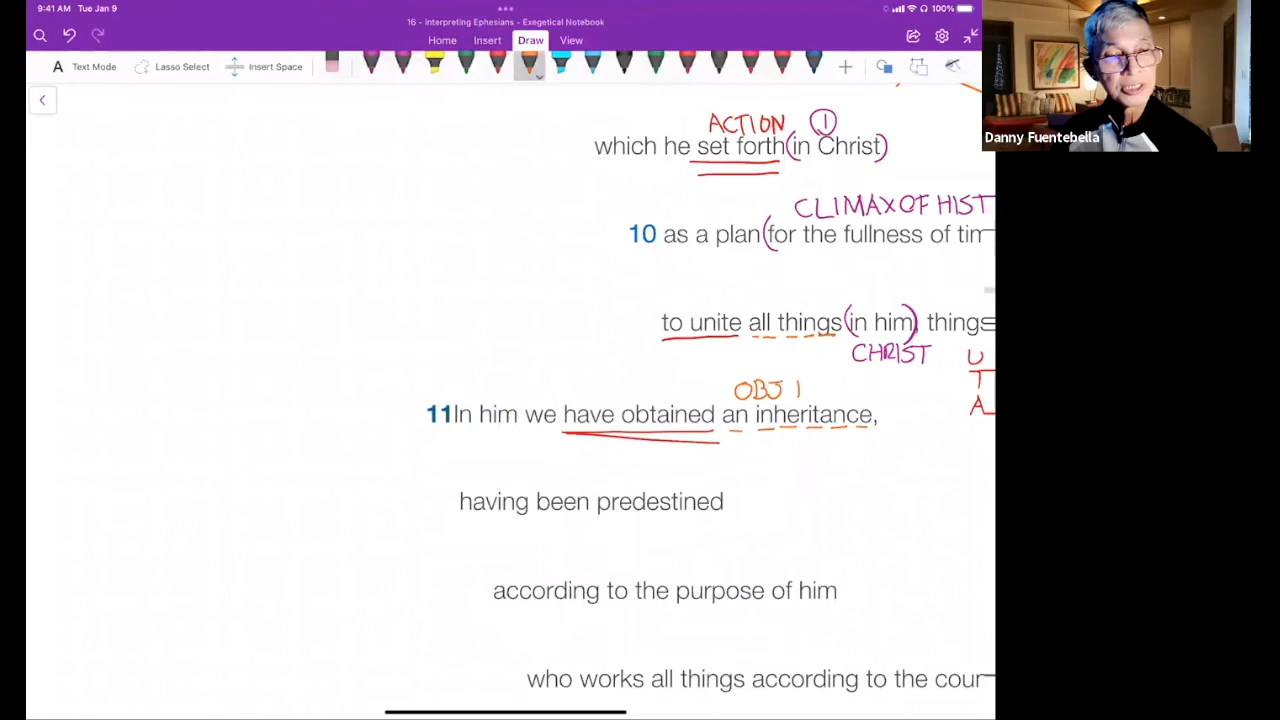 9:41 AM Tue Jan 9
100%
16 - Interpreting Ephesians - Exegetical Notebook
Home Insert Draw View
Text Mode Lasso Select Insert Space
Danny Fuentebella
ACTION 1
which he set forth (in Christ)
CLIMAX OF HIST
10 as a plan (for the fullness of tim
to unite all things (in him), things
CHRIST U
T
OBJ 1 A
11In him we have obtained an inheritance,
having been predestined
according to the purpose of him
who works all things according to the cour